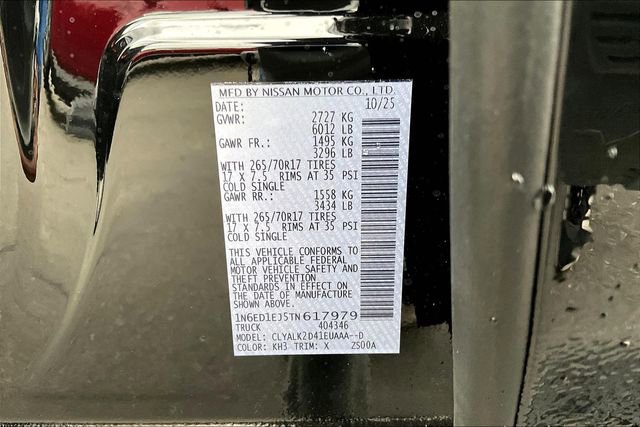 MFD BY NISSAN MOTOR CO., LTD.
DATE: 10/25
GVWR: 2727 KG
6012 LB
GAWR FR.: 1495 KG
3296 LB
WITH 265/70R17 TIRES
17 X 7.5 RIMS AT 35 PSI
COLD SINGLE
GAWR RR.: 1558 KG
3434 LB
WITH 265/70R17 TIRES
17 X 7.5 RIMS AT 35 PSI
COLD SINGLE
THIS VEHICLE CONFORMS TO
ALL APPLICABLE FEDERAL
MOTOR VEHICLE SAFETY AND
THEFT PREVENTION
STANDARDS IN EFFECT ON
THE DATE OF MANUFACTURE
SHOWN ABOVE.
1N6ED1EJ5TN617979
TRUCK 404346
MODEL: CLYALK2D41EUAAA--D
COLOR: KH3 TRIM: X ZS00A